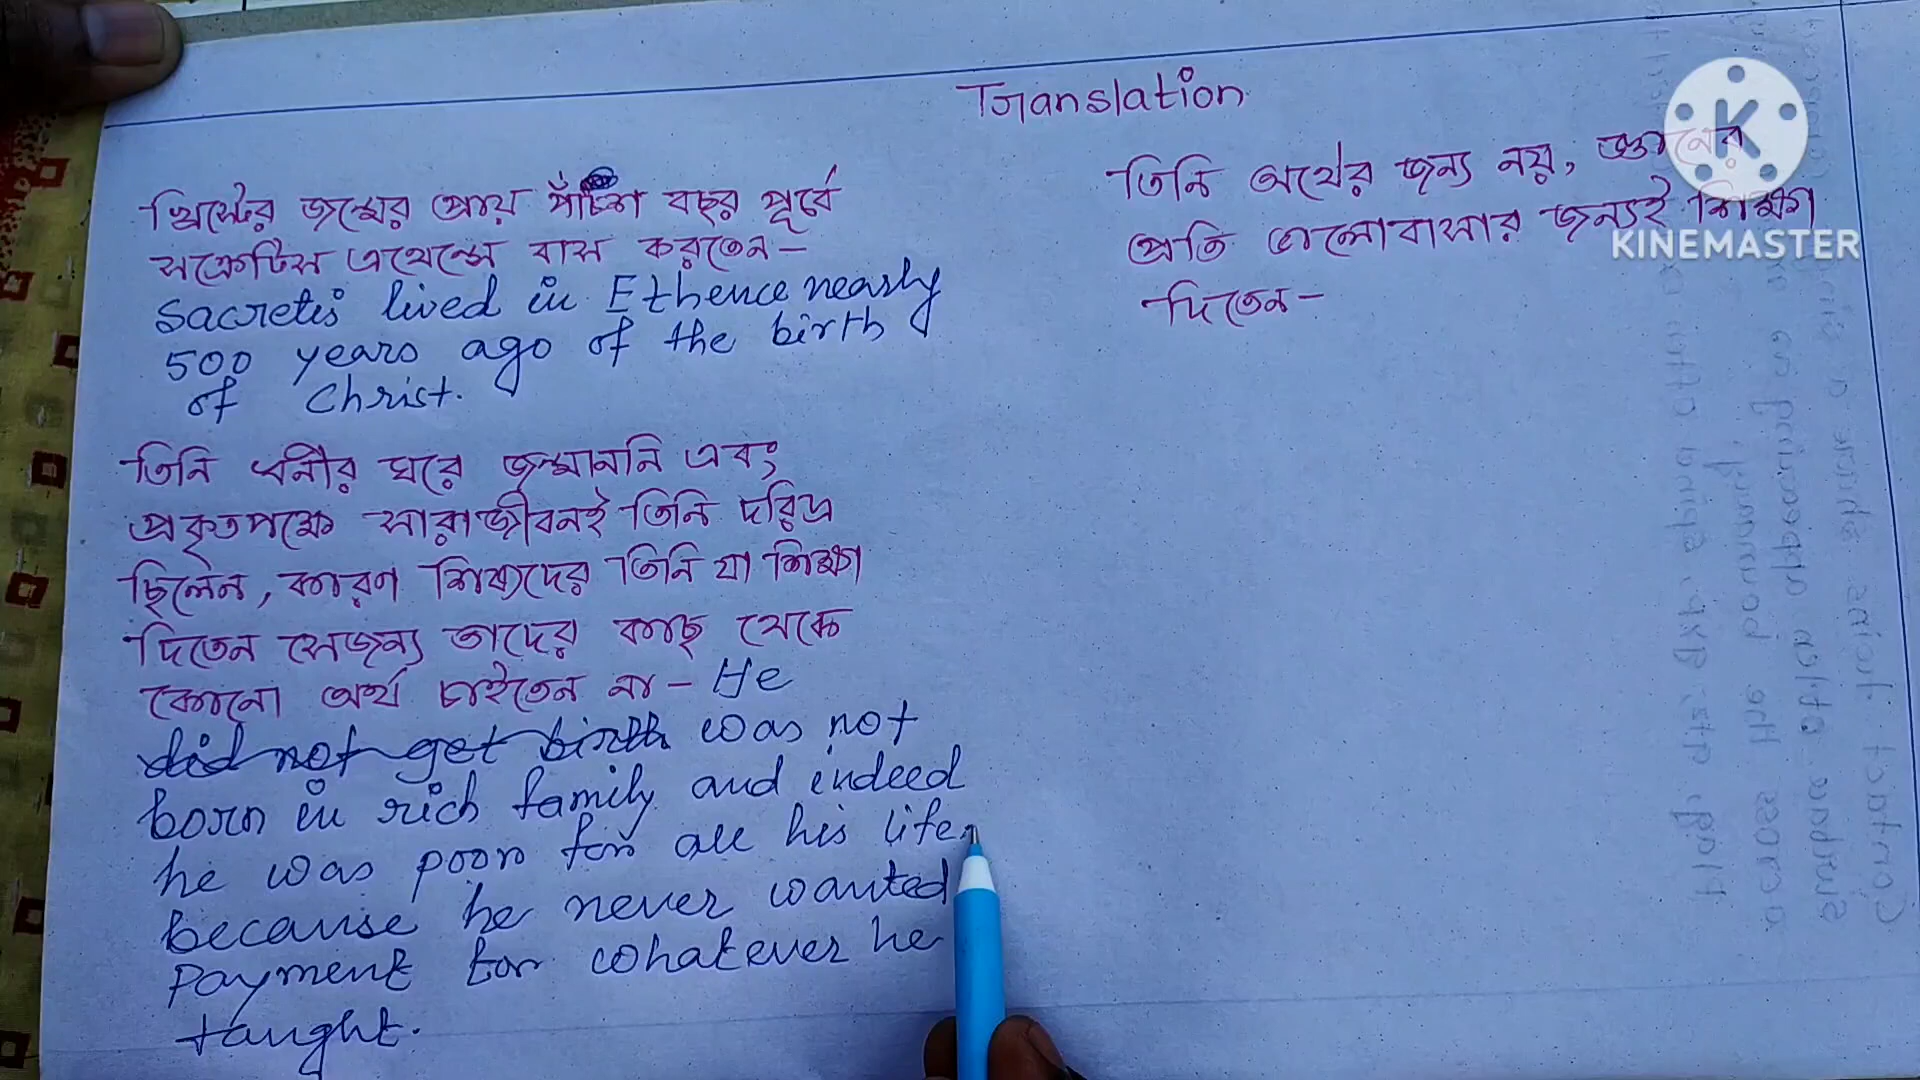 Translation
খ্রিস্টের জন্মের প্রায় পাঁচশ বছর পূর্বে
সক্রেটিস এথেন্সে বাস করতেন-
Sacretis lived in Ethence nearly
500 years ago of the birth
of Christ.
তিনি ধনীর ঘরে জন্মাননি এবং
প্রকৃতপক্ষে সারাজীবনই তিনি দরিদ্র
ছিলেন, কারণ শিষ্যদের তিনি যা শিক্ষা
দিতেন সেজন্য তাদের কাছ থেকে
কোনো অর্থ চাইতেন না- He
did not get birth was not
born in rich family and indeed
he was poor for all his life,
because he never wanted
payment for whatever he
taught.
তিনি অর্থের জন্য নয়, জ্ঞানের
প্রতি ভালোবাসার জন্যই শিক্ষা
দিতেন-
K
KINEMASTER